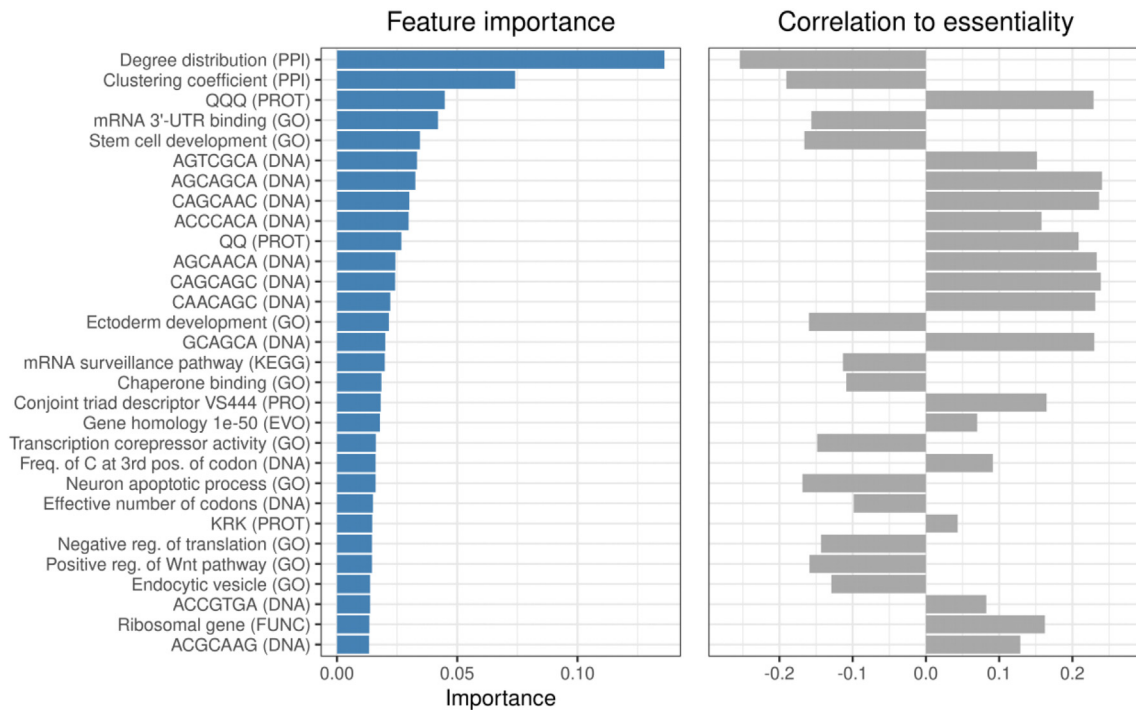 Feature importance
Correlation to essentiality
Degree distribution (PPI)
Clustering coefficient (PPI)
QQQ (PROT)
mRNA 3'-UTR binding (GO)
Stem cell development (GO)
AGTCGCA (DNA)
AGCAGCA (DNA)
CAGCAAC (DNA)
ACCCACA (DNA)
QQ (PROT)
AGCAACA (DNA)
CAGCAGC (DNA)
CAACAGC (DNA)
Ectoderm development (GO)
GCAGCA (DNA)
mRNA surveillance pathway (KEGG)
Chaperone binding (GO)
Conjoint triad descriptor VS444 (PRO)
Gene homology 1e-50 (EVO)
Transcription corepressor activity (GO)
Freq. of C at 3rd pos. of codon (DNA)
Neuron apoptotic process (GO)
Effective number of codons (DNA)
KRK (PROT)
Negative reg. of translation (GO)
Positive reg. of Wnt pathway (GO)
Endocytic vesicle (GO)
ACCGTGA (DNA)
Ribosomal gene (FUNC)
ACGCAAG (DNA)
0.00 0.05 0.10
-0.2 -0.1 0.0 0.1 0.2
Importance